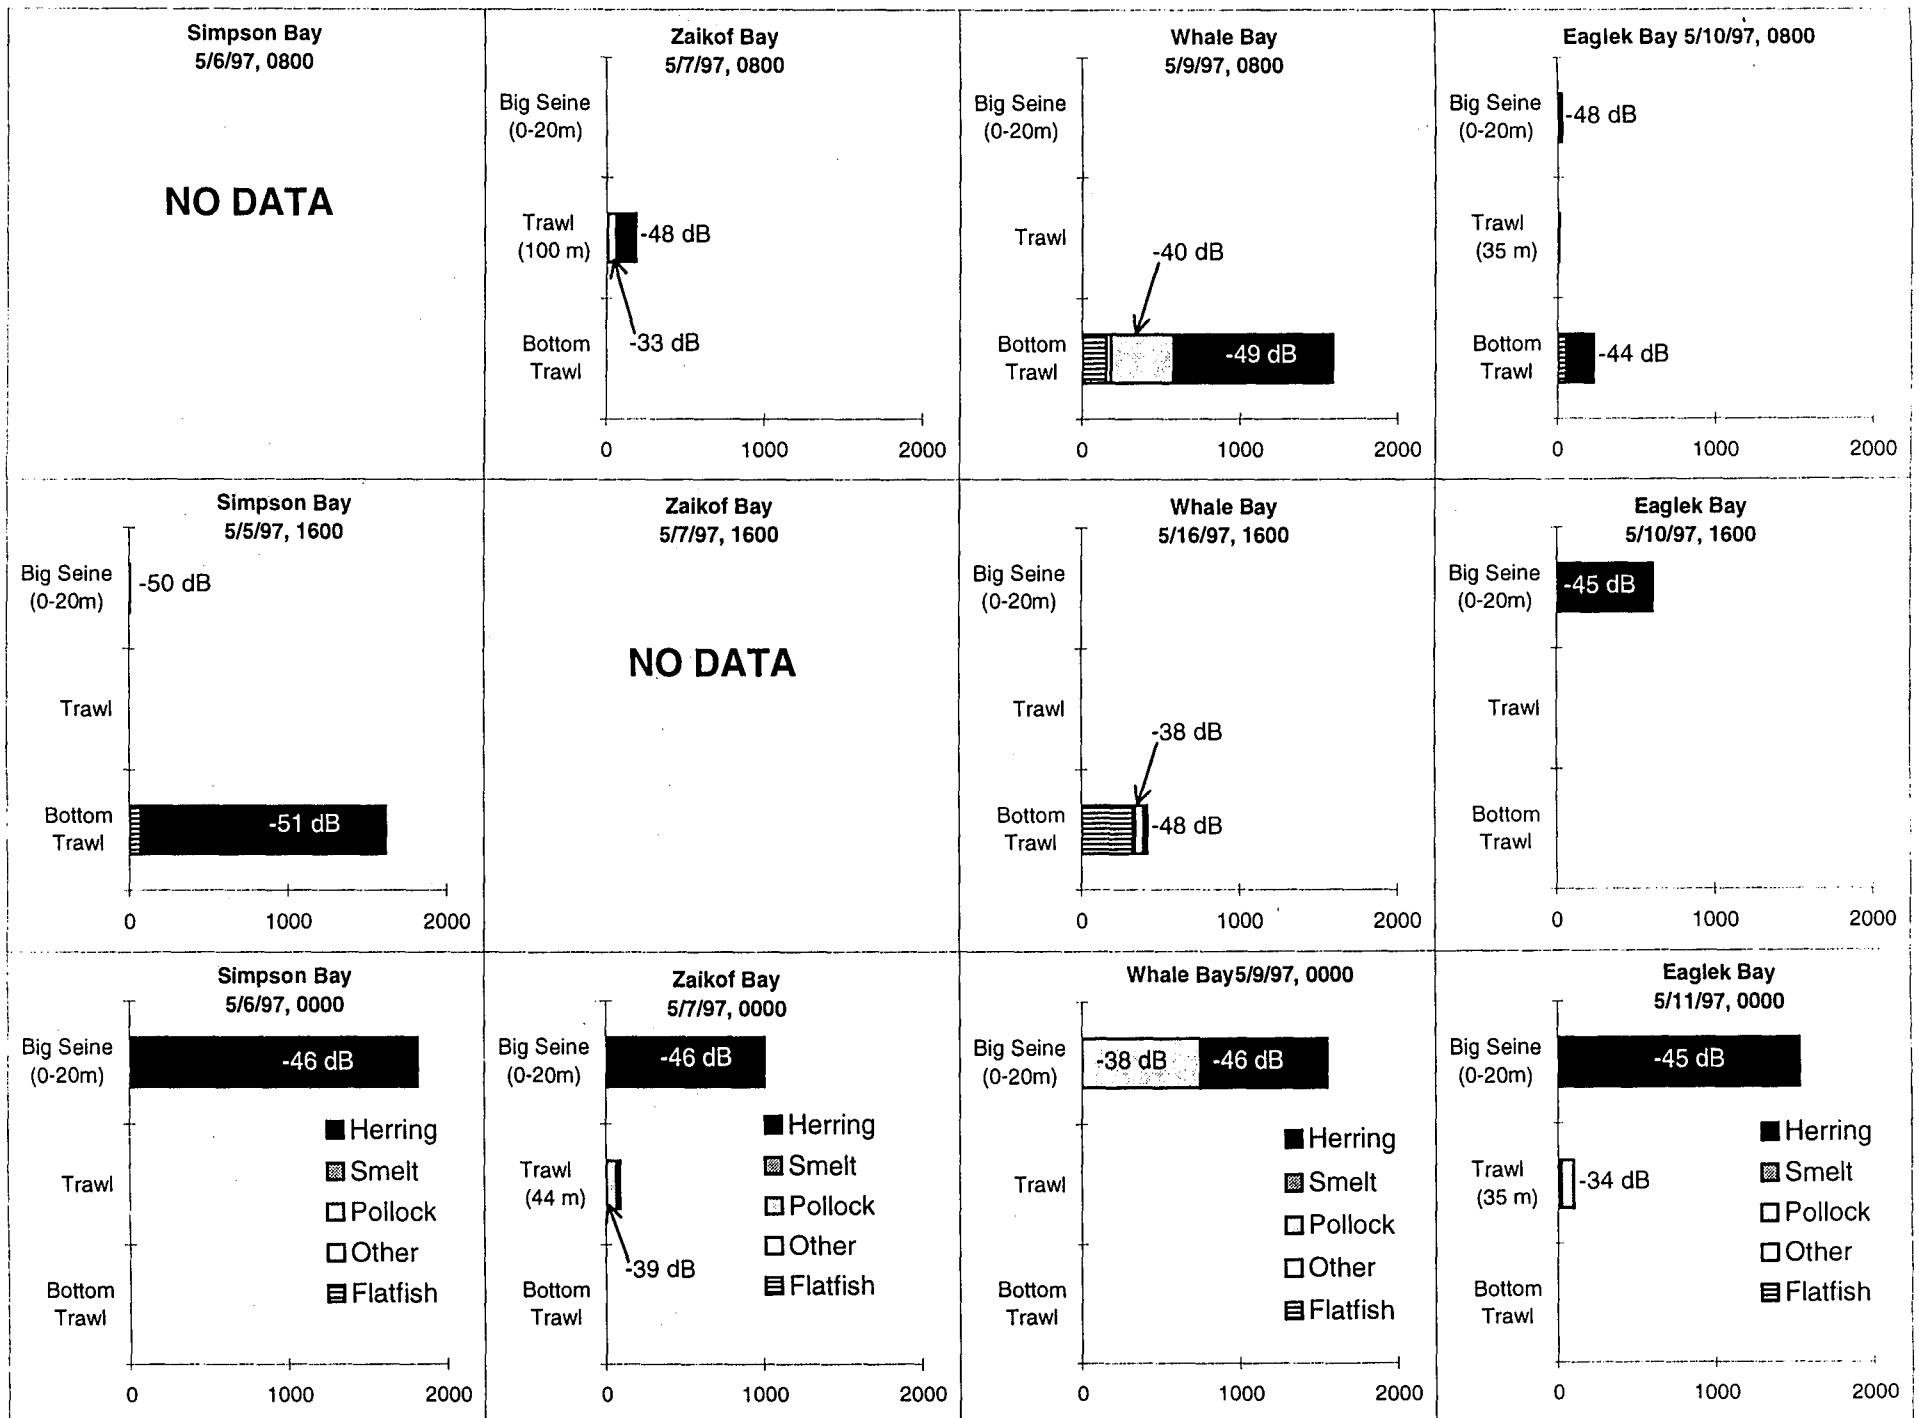 Simpson Bay
5/6/97, 0800
NO DATA
Zaikof Bay
5/7/97, 0800
Big Seine
(0-20m)
Trawl
(100 m)
-48 dB
-33 dB
Bottom
Trawl
0 1000 2000
Whale Bay
5/9/97, 0800
Big Seine
(0-20m)
Trawl
-40 dB
Bottom
Trawl
-49 dB
0 1000 2000
Eaglek Bay 5/10/97, 0800
Big Seine
(0-20m)
-48 dB
Trawl
(35 m)
Bottom
Trawl
-44 dB
0 1000 2000
Simpson Bay
5/5/97, 1600
Big Seine
(0-20m)
-50 dB
Trawl
Bottom
Trawl
-51 dB
0 1000 2000
Zaikof Bay
5/7/97, 1600
NO DATA
Whale Bay
5/16/97, 1600
Big Seine
(0-20m)
Trawl
-38 dB
Bottom
Trawl
-48 dB
0 1000 2000
Eaglek Bay
5/10/97, 1600
Big Seine
(0-20m)
-45 dB
Trawl
Bottom
Trawl
0 1000 2000
Simpson Bay
5/6/97, 0000
Big Seine
(0-20m)
-46 dB
Trawl
Bottom
Trawl
Herring
Smelt
Pollock
Other
Flatfish
0 1000 2000
Zaikof Bay
5/7/97, 0000
Big Seine
(0-20m)
-46 dB
Trawl
(44 m)
-39 dB
Bottom
Trawl
Herring
Smelt
Pollock
Other
Flatfish
0 1000 2000
Whale Bay5/9/97, 0000
Big Seine
(0-20m)
-38 dB
-46 dB
Trawl
Bottom
Trawl
Herring
Smelt
Pollock
Other
Flatfish
0 1000 2000
Eaglek Bay
5/11/97, 0000
Big Seine
(0-20m)
-45 dB
Trawl
(35 m)
-34 dB
Bottom
Trawl
Herring
Smelt
Pollock
Other
Flatfish
0 1000 2000